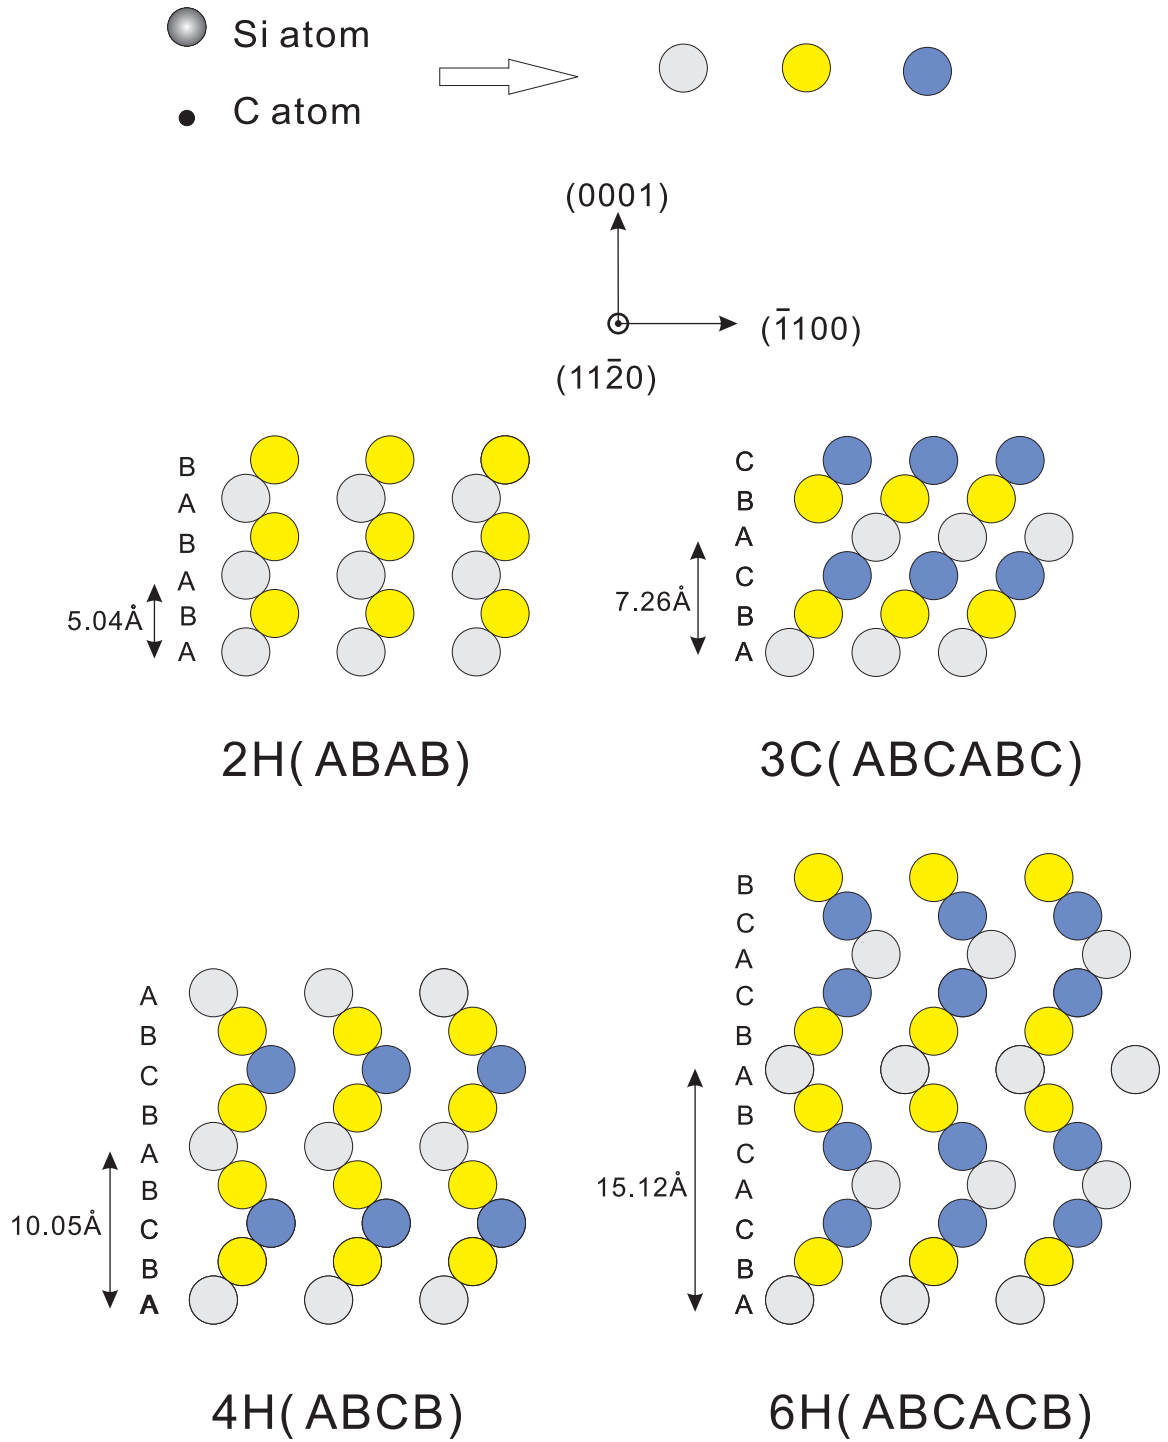 Si atom
C atom
(0001)
(1̅100)
(112̅0)
B
A
B
A
B
A
5.04Å
2H(ABAB)
C
B
A
C
B
A
7.26Å
3C(ABCABC)
A
B
C
B
A
B
C
B
A
10.05Å
4H(ABCB)
B
C
A
C
B
A
B
C
A
C
B
A
15.12Å
6H(ABCACB)